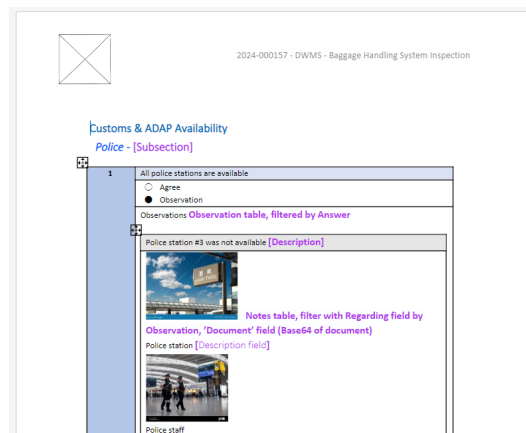 2024-000157 - DWMS - Baggage Handling System Inspection
Customs & ADAP Availability
Police - [Subsection]
1
All police stations are available
Agree
Observation
Observations Observation table, filtered by Answer
Police station #3 was not available [Description]
Notes table, filter with Regarding field by
Observation, ‘Document’ field (Base64 of document)
Police station [Description field]
Police staff